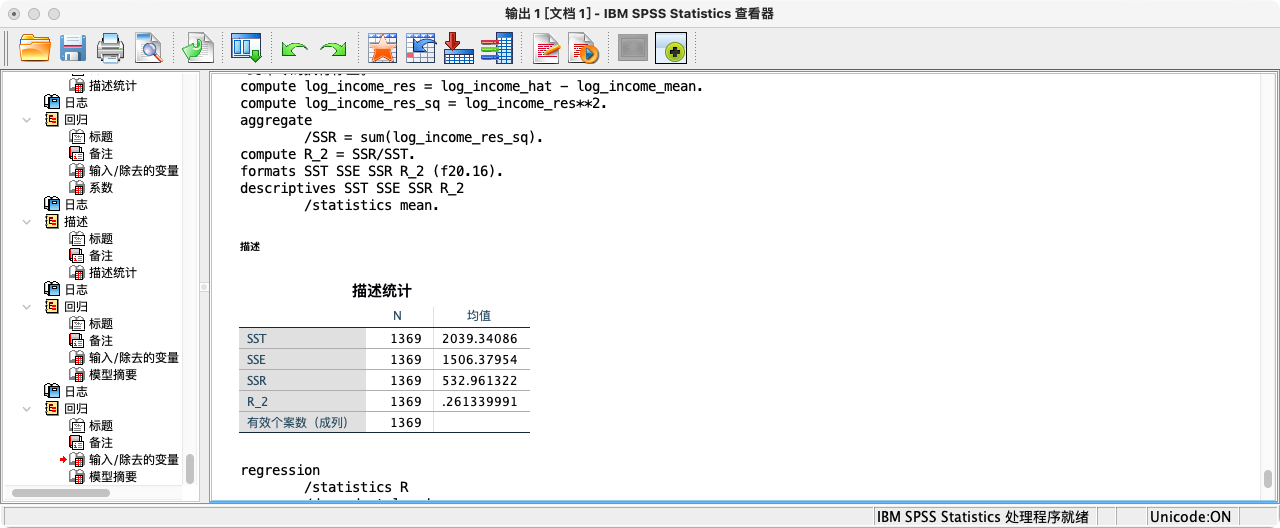 输出 1 [文档 1] - IBM SPSS Statistics 查看器
描述统计
日志
回归
标题
备注
输入/除去的变量
系数
日志
描述
标题
备注
描述统计
日志
回归
标题
备注
输入/除去的变量
模型摘要
日志
回归
标题
备注
输入/除去的变量
模型摘要
compute log_income_res = log_income_hat - log_income_mean.
compute log_income_res_sq = log_income_res**2.
aggregate
/SSR = sum(log_income_res_sq).
compute R_2 = SSR/SST.
formats SST SSE SSR R_2 (f20.16).
descriptives SST SSE SSR R_2
/statistics mean.
描述
描述统计
N 均值
SST 1369 2039.34086
SSE 1369 1506.37954
SSR 1369 532.961322
R_2 1369 .261339991
有效个案数（成列） 1369
regression
/statistics R
IBM SPSS Statistics 处理程序就绪 Unicode:ON